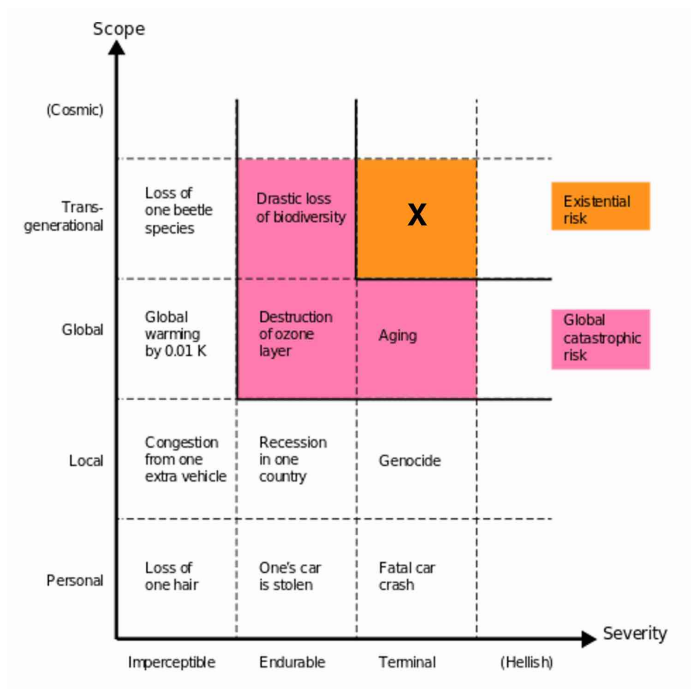 Scope
(Cosmic)
Trans-
generational
Loss of
one beetle
species
Drastic loss
of biodiversity
X
Existential
risk
Global
Global
warming
by 0.01 K
Destruction
of ozone
layer
Aging
Global
catastrophic
risk
Local
Congestion
from one
extra vehicle
Recession
in one
country
Genocide
Personal
Loss of
one hair
One's car
is stolen
Fatal car
crash
Severity
Imperceptible
Endurable
Terminal
(Hellish)